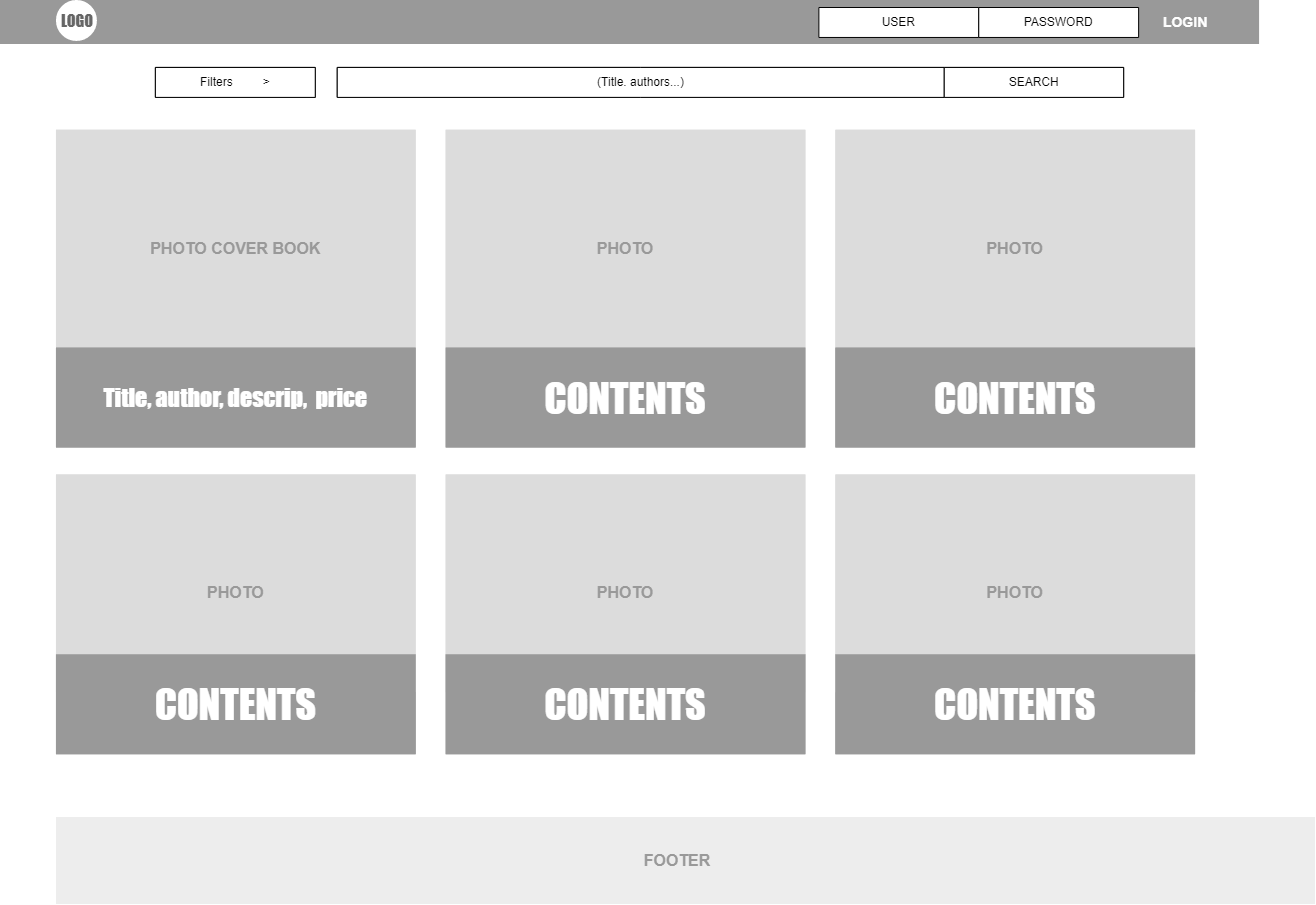 LOGO
USER
PASSWORD
LOGIN
Filters >
(Title. authors...)
SEARCH
PHOTO COVER BOOK
PHOTO
PHOTO
Title, author, descrip, price
CONTENTS
CONTENTS
PHOTO
PHOTO
PHOTO
CONTENTS
CONTENTS
CONTENTS
FOOTER